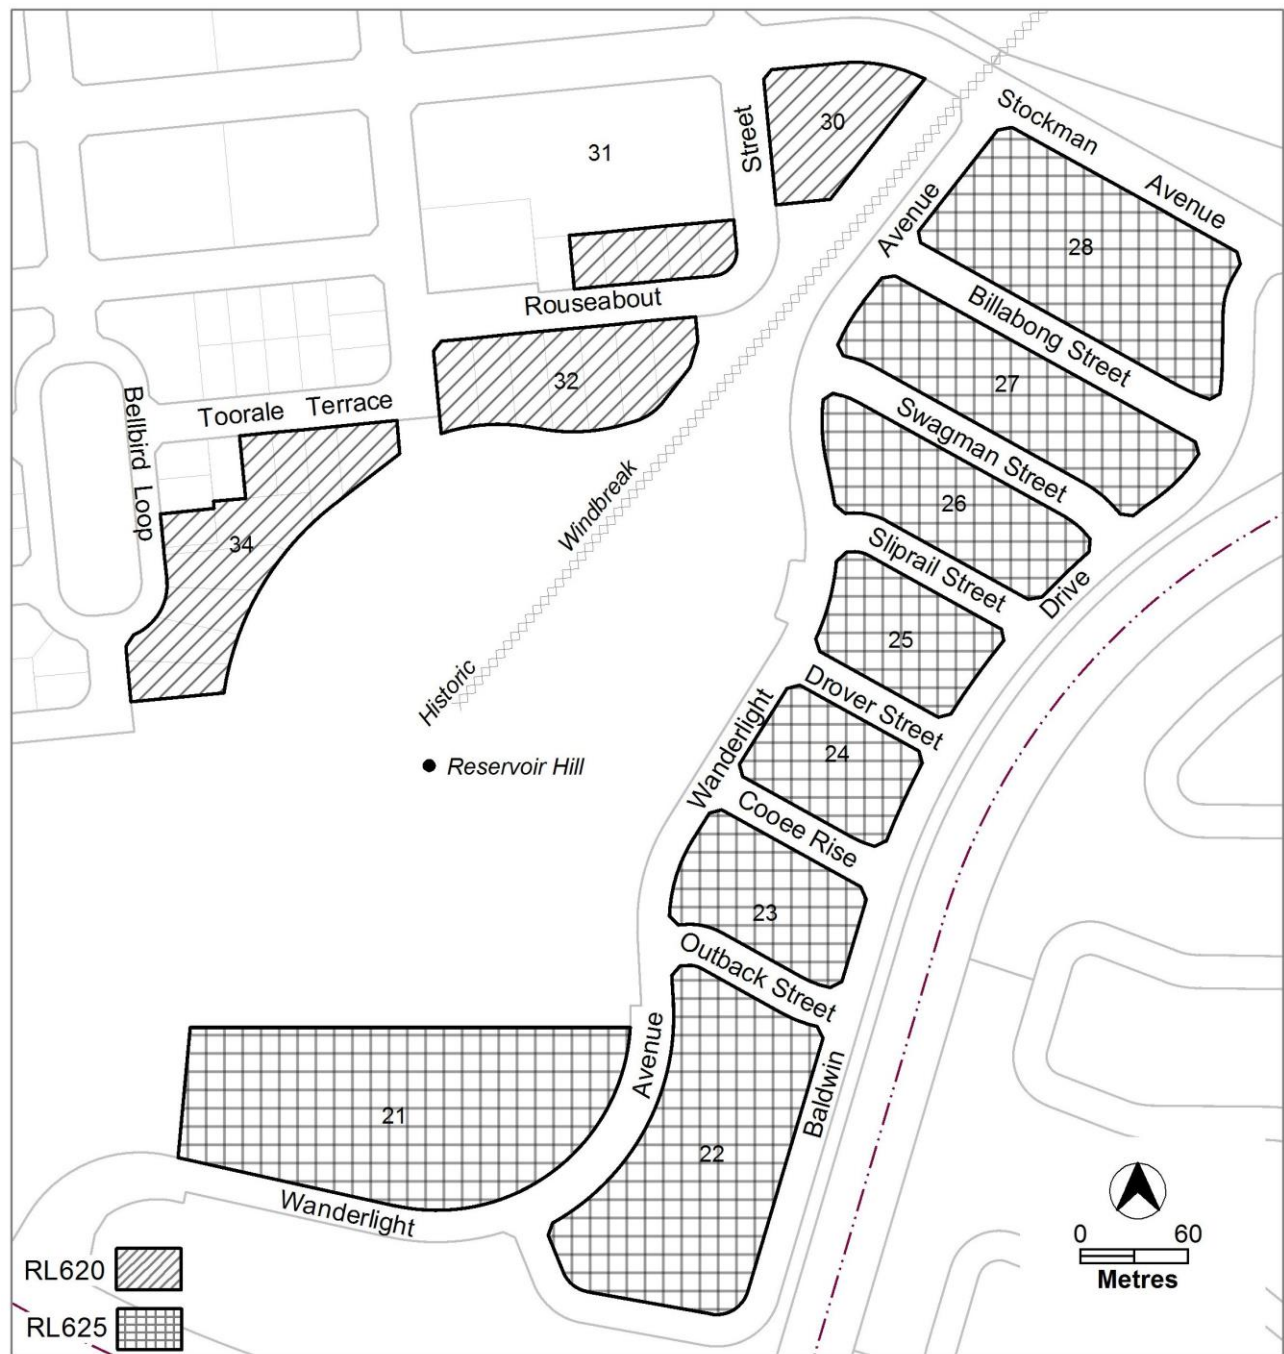 Stockman
Avenue
Street
30
31
Avenue
28
Rouseabout
Billabong Street
32
27
Bellbird Loop
Toorale Terrace
Swagman Street
26
Windbreak
34
Sliprail Street
Drive
25
Historic
Drover Street
Wanderlight
24
Reservoir Hill
Cooee Rise
23
Outback Street
Avenue
Baldwin
21
22
Wanderlight
0 60
Metres
RL620
RL625